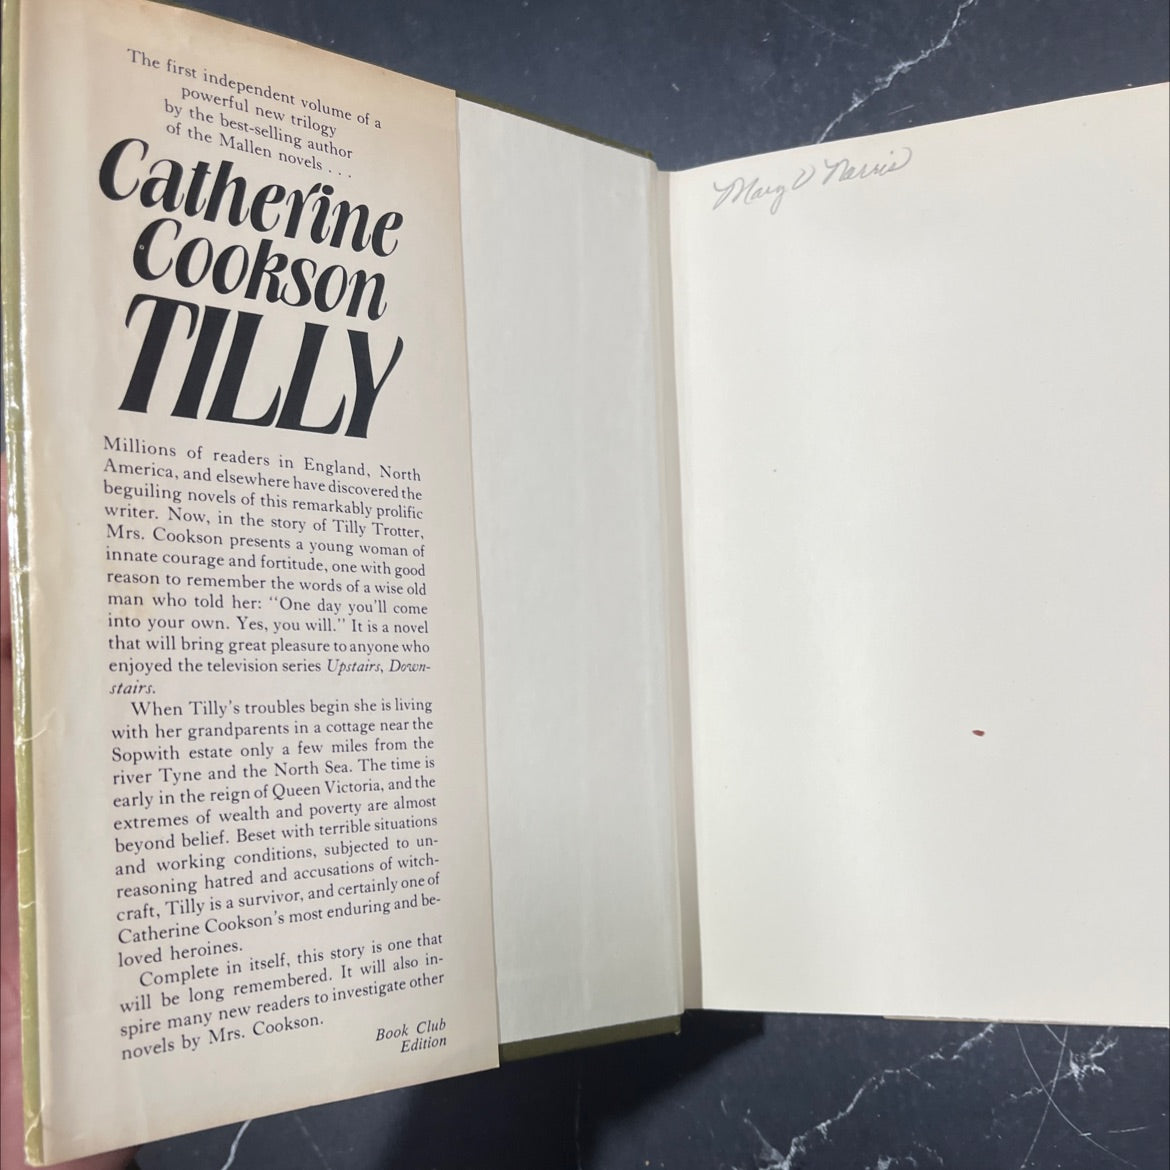 The first independent volume of a
powerful new trilogy
by the best-selling author
of the Mallen novels . . .
Catherine
Cookson
TILLY
Millions of readers in England, North
America, and elsewhere have discovered the
beguiling novels of this remarkably prolific
writer. Now, in the story of Tilly Trotter,
Mrs. Cookson presents a young woman of
innate courage and fortitude, one with good
reason to remember the words of a wise old
man who told her: “One day you’ll come
into your own. Yes, you will.” It is a novel
that will bring great pleasure to anyone who
enjoyed the television series Upstairs, Down-
stairs.
When Tilly’s troubles begin she is living
with her grandparents in a cottage near the
Sopwith estate only a few miles from the
river Tyne and the North Sea. The time is
early in the reign of Queen Victoria, and the
extremes of wealth and poverty are almost
beyond belief. Beset with terrible situations
and working conditions, subjected to un-
reasoning hatred and accusations of witch-
craft, Tilly is a survivor, and certainly one of
Catherine Cookson’s most enduring and be-
loved heroines.
Complete in itself, this story is one that
will be long remembered. It will also in-
spire many new readers to investigate other
novels by Mrs. Cookson.
Book Club
Edition
Mary V Narris